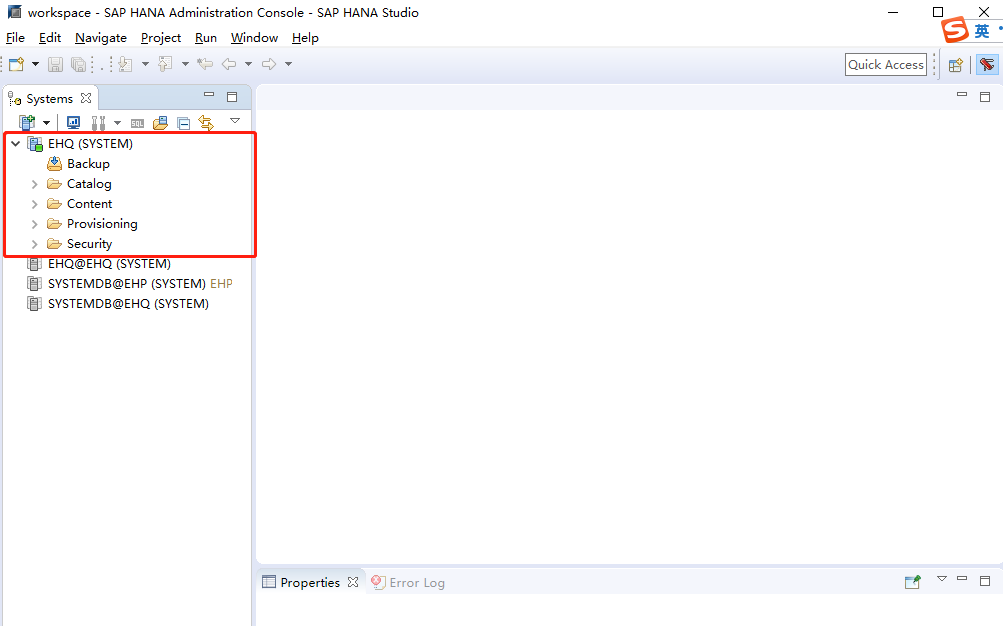 workspace - SAP HANA Administration Console - SAP HANA Studio
File Edit Navigate Project Run Window Help
S 英
Quick Access
Systems
SQL
EHQ (SYSTEM)
Backup
Catalog
Content
Provisioning
Security
EHQ@EHQ (SYSTEM)
SYSTEMDB@EHP (SYSTEM) EHP
SYSTEMDB@EHQ (SYSTEM)
Properties Error Log